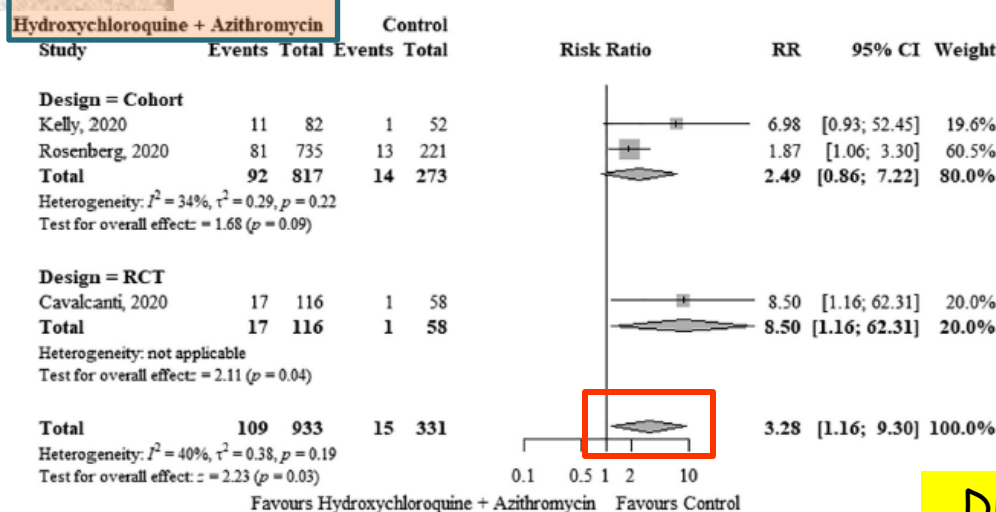 Hydroxychloroquine + Azithromycin Control
Study Events Total Events Total Risk Ratio RR 95% CI Weight
Design = Cohort
Kelly, 2020 11 82 1 52 6.98 [0.93; 52.45] 19.6%
Rosenberg, 2020 81 735 13 221 1.87 [1.06; 3.30] 60.5%
Total 92 817 14 273 2.49 [0.86; 7.22] 80.0%
Heterogeneity: I² = 34%, τ² = 0.29, p = 0.22
Test for overall effect: = 1.68 (p = 0.09)
Design = RCT
Cavalcanti, 2020 17 116 1 58 8.50 [1.16; 62.31] 20.0%
Total 17 116 1 58 8.50 [1.16; 62.31] 20.0%
Heterogeneity: not applicable
Test for overall effect: = 2.11 (p = 0.04)
Total 109 933 15 331 3.28 [1.16; 9.30] 100.0%
Heterogeneity: I² = 40%, τ² = 0.38, p = 0.19
Test for overall effect: z = 2.23 (p = 0.03)
0.1 0.5 1 2 10
Favours Hydroxychloroquine + Azithromycin Favours Control